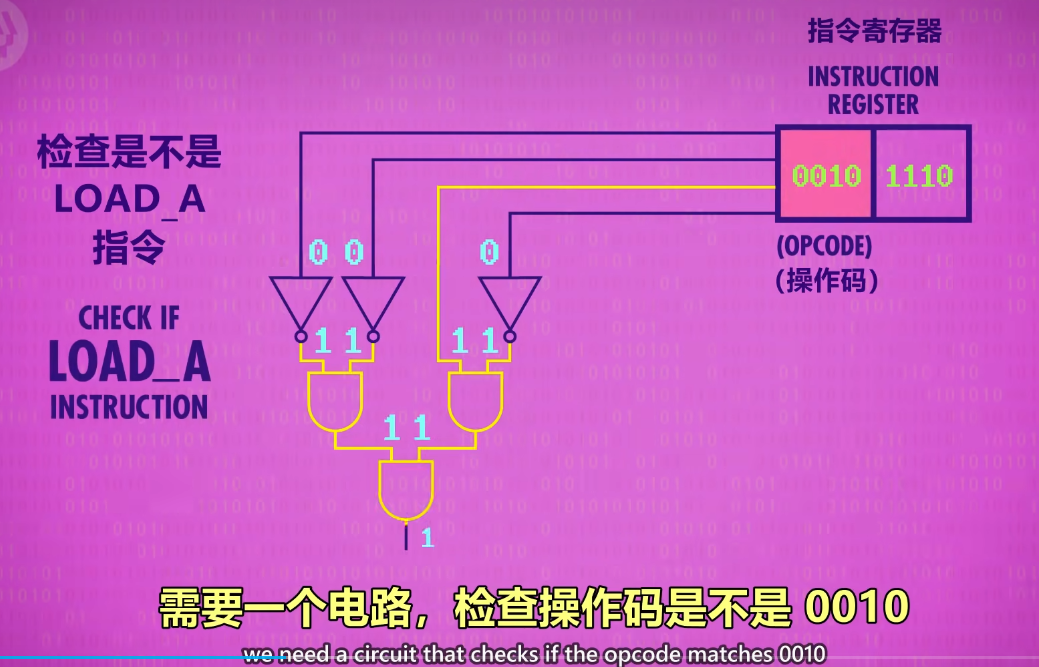 指令寄存器
INSTRUCTION
REGISTER
检查是不是
LOAD_A
指令
0010 1110
(OPCODE)
（操作码）
0 0 0
CHECK IF
LOAD_A
INSTRUCTION
1 1 1 1
1 1
1
需要一个电路，检查操作码是不是 0010
we need a circuit that checks if the opcode matches 0010